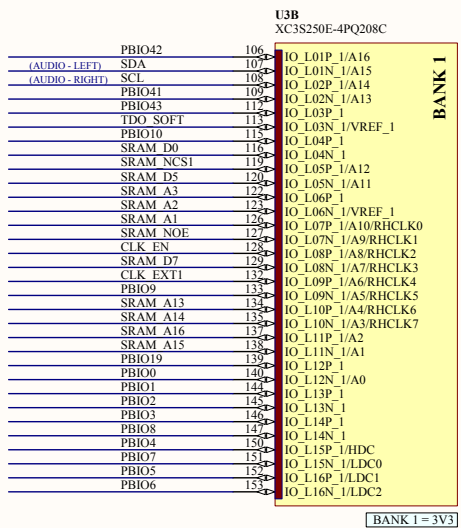 U3B
XC3S250E-4PQ208C
PBIO42 106 IO_L01P_1/A16
(AUDIO - LEFT) SDA 107 IO_L01N_1/A15
(AUDIO - RIGHT) SCL 108 IO_L02P_1/A14
PBIO41 109 IO_L02N_1/A13
PBIO43 112 IO_L03P_1
TDO_SOFT 113 IO_L03N_1/VREF_1
PBIO10 115 IO_L04P_1
SRAM_D0 116 IO_L04N_1
SRAM_NCS1 119 IO_L05P_1/A12
SRAM_D5 120 IO_L05N_1/A11
SRAM_A3 122 IO_L06P_1
SRAM_A2 123 IO_L06N_1/VREF_1
SRAM_A1 126 IO_L07P_1/A10/RHCLK0
SRAM_NOE 127 IO_L07N_1/A9/RHCLK1
CLK_EN 128 IO_L08P_1/A8/RHCLK2
SRAM_D7 129 IO_L08N_1/A7/RHCLK3
CLK_EXT1 132 IO_L09P_1/A6/RHCLK4
PBIO9 133 IO_L09N_1/A5/RHCLK5
SRAM_A13 134 IO_L10P_1/A4/RHCLK6
SRAM_A14 135 IO_L10N_1/A3/RHCLK7
SRAM_A16 137 IO_L11P_1/A2
SRAM_A15 138 IO_L11N_1/A1
PBIO19 139 IO_L12P_1
PBIO0 140 IO_L12N_1/A0
PBIO1 144 IO_L13P_1
PBIO2 145 IO_L13N_1
PBIO3 146 IO_L14P_1
PBIO8 147 IO_L14N_1
PBIO4 150 IO_L15P_1/HDC
PBIO7 151 IO_L15N_1/LDC0
PBIO5 152 IO_L16P_1/LDC1
PBIO6 153 IO_L16N_1/LDC2
BANK 1
BANK 1 = 3V3